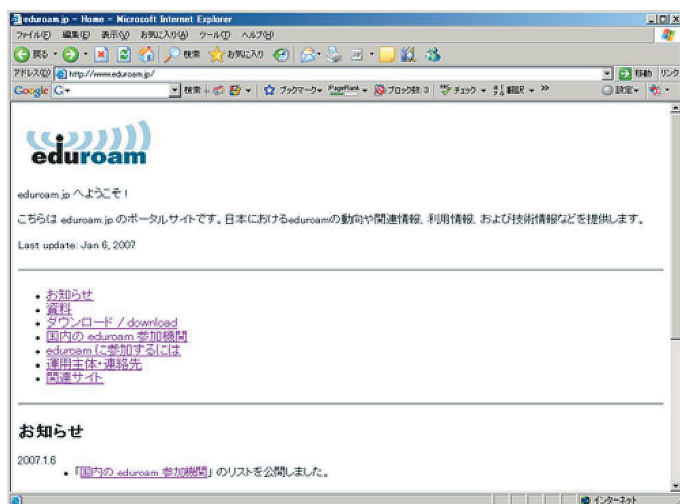 eduroam.jp - Home - Microsoft Internet Explorer
ファイル(F) 編集(E) 表示(V) お気に入り(A) ツール(T) ヘルプ(H)
戻る 検索 お気に入り
アドレス(D) http://www.eduroam.jp/ 移動 リンク
Google G 検索 ブックマーク PageRank ブロック数: 3 チェック 翻訳 » 設定
eduroam
eduroam.jp へようこそ!
こちらは eduroam.jp のポータルサイトです。日本におけるeduroamの動向や関連情報、利用情報、および技術情報などを提供します。
Last update: Jan 6, 2007
お知らせ
資料
ダウンロード / download
国内の eduroam 参加機関
eduroam に参加するには
運用主体・連絡先
関連サイト
お知らせ
2007.1.6
「国内の eduroam 参加機関」のリストを公開しました。
インターネット